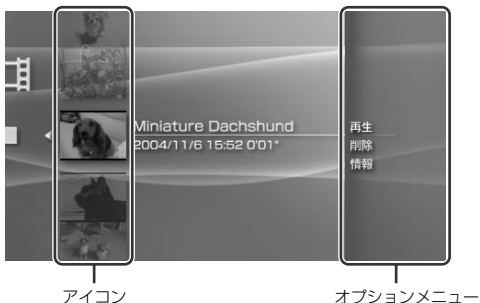 Miniature Dachshund
2004/11/6 15:52 0'01"
再生
削除
情報
アイコン
オプションメニュー